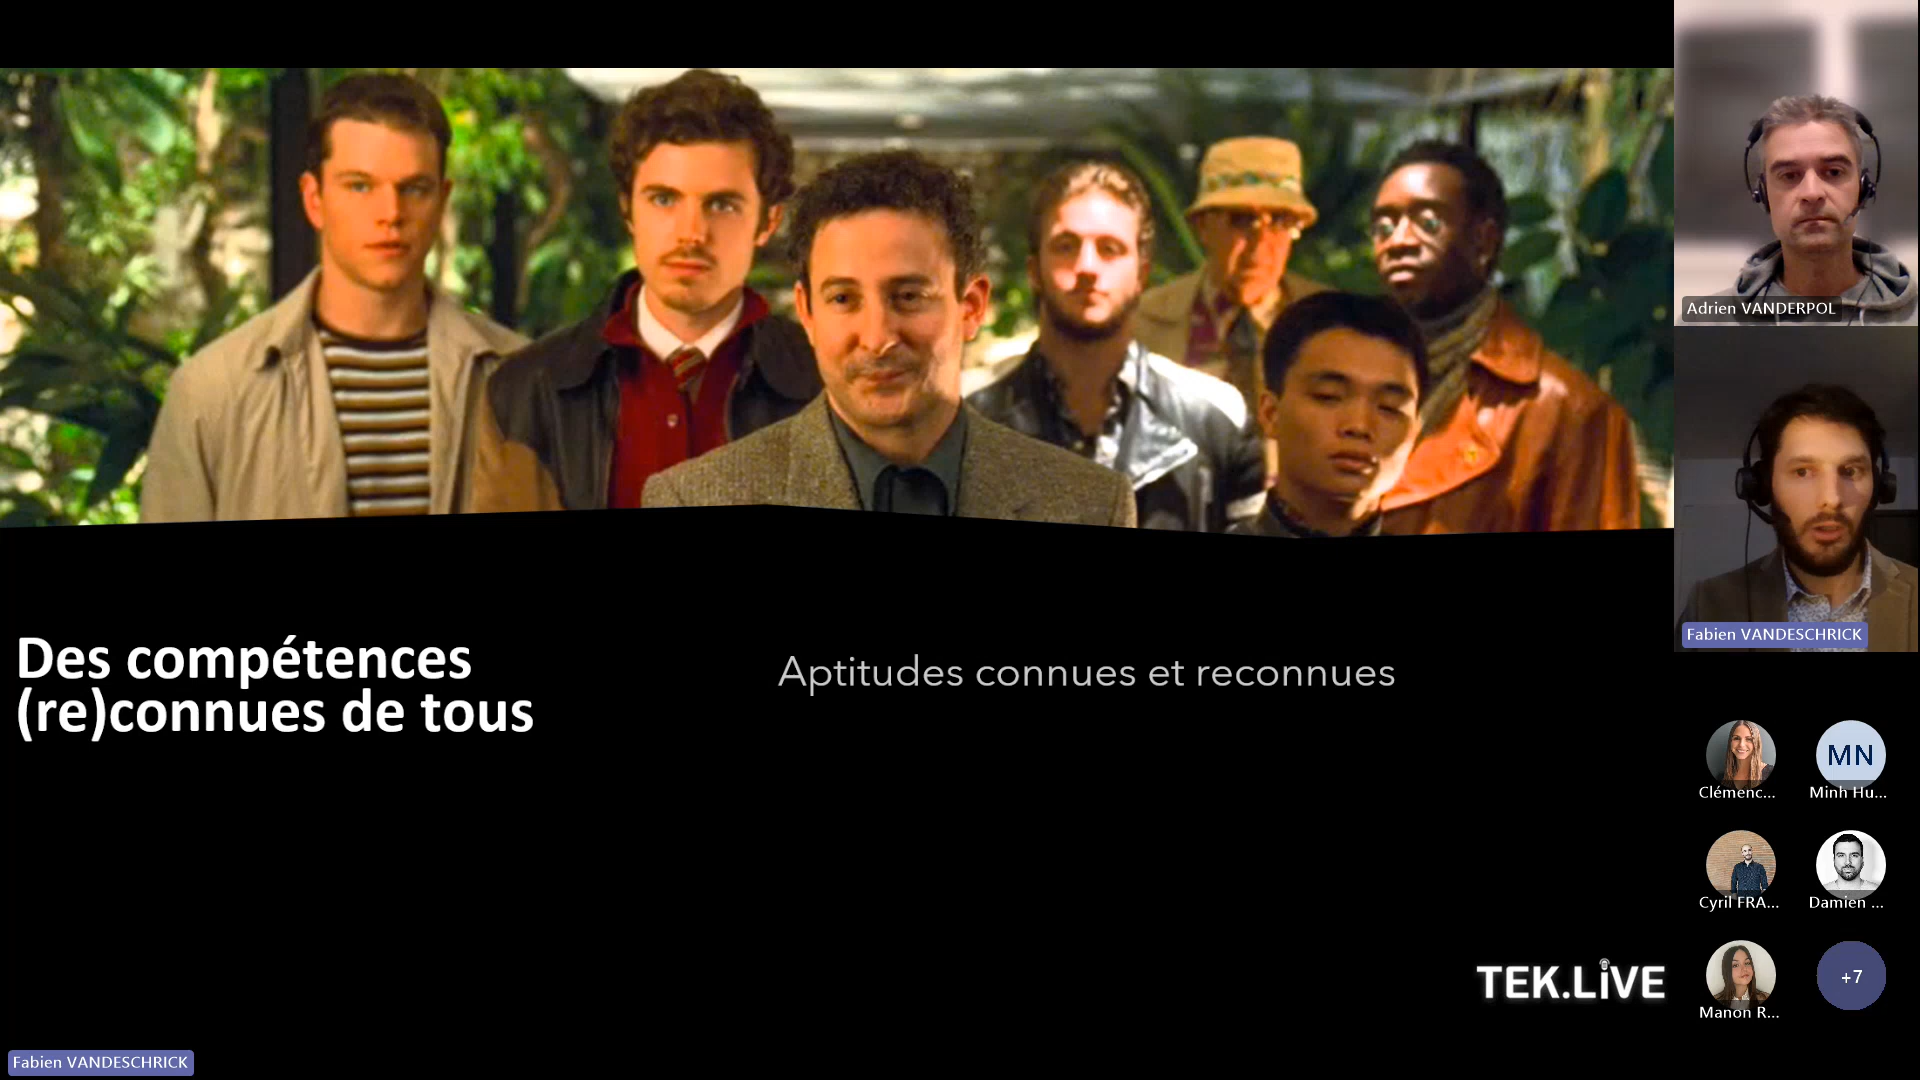 Adrien VANDERPOL
Fabien VANDESCHRICK
Des compétences
(re)connues de tous
Aptitudes connues et reconnues
Clémenc...
MN
Minh Hu...
Cyril FRA...
Damien ...
TEK.LiVE
Manon R...
+7
Fabien VANDESCHRICK